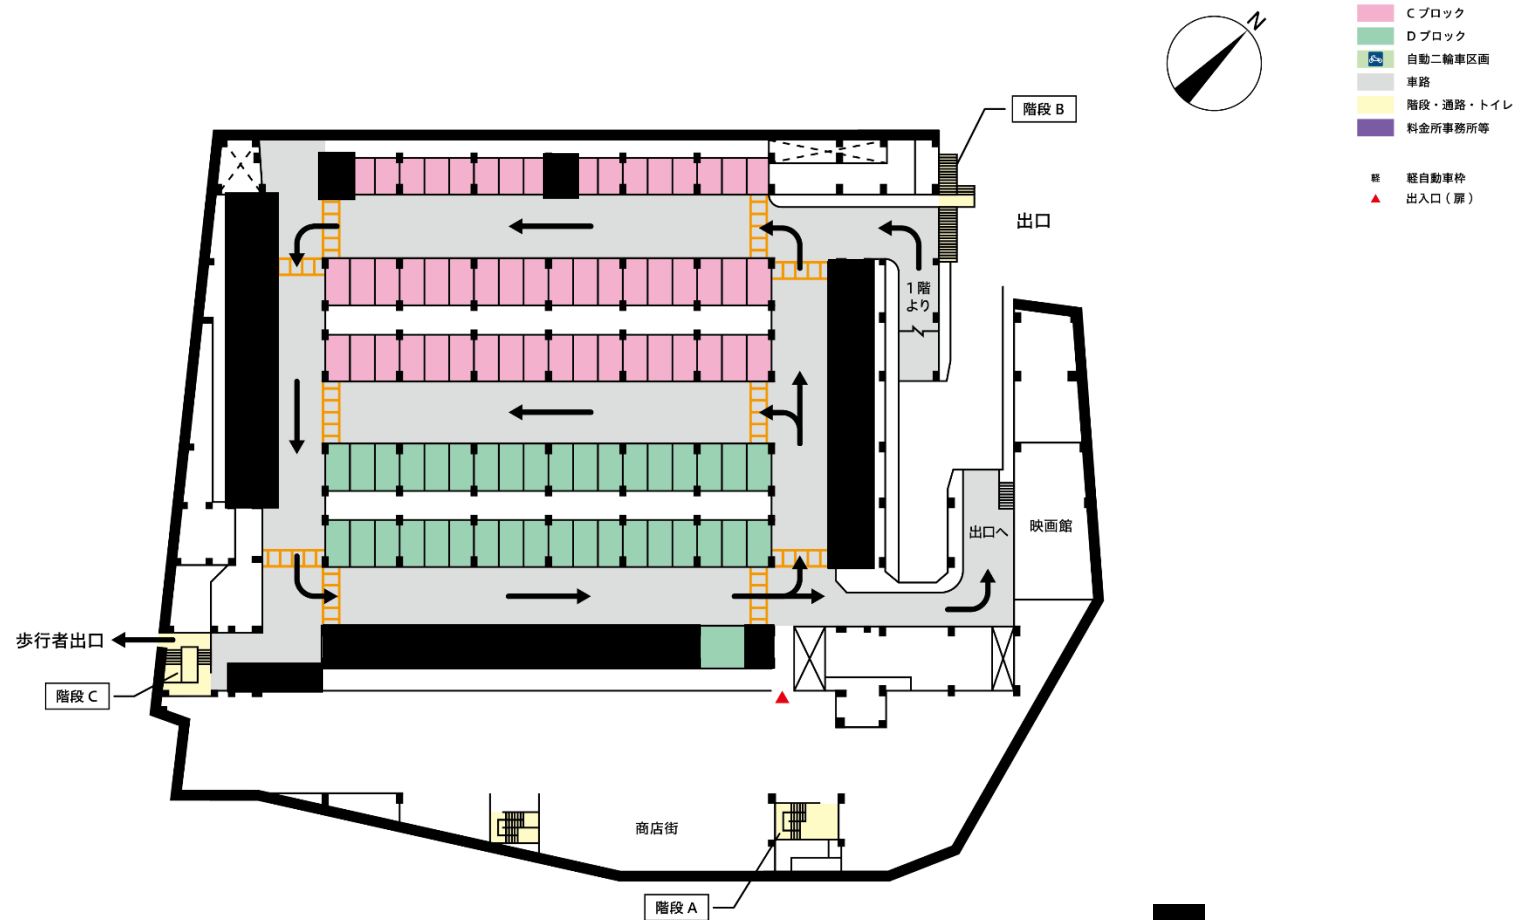 N
C ブロック
D ブロック
自動二輪車区画
車路
階段・通路・トイレ
料金所事務所等
軽 軽自動車枠
出入口（扉）
階段 B
出口
1 階
より
出口へ
映画館
歩行者出口
階段 C
商店街
階段 A